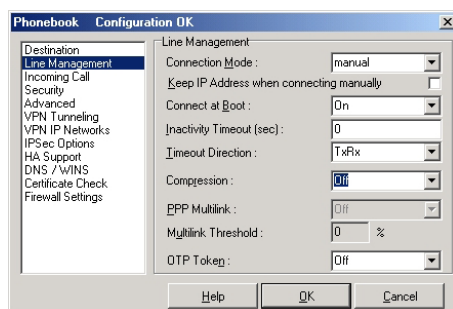 Phonebook Configuration OK
Destination
Line Management
Incoming Call
Security
Advanced
VPN Tunneling
VPN IP Networks
IPSec Options
HA Support
DNS / WINS
Certificate Check
Firewall Settings
Line Management
Connection Mode : manual
Keep IP Address when connecting manually
Connect at Boot : On
Inactivity Timeout (sec) : 0
Timeout Direction : TxRx
Compression : Off
PPP Multilink : Off
Multilink Threshold : 0 %
OTP Token : Off
Help OK Cancel